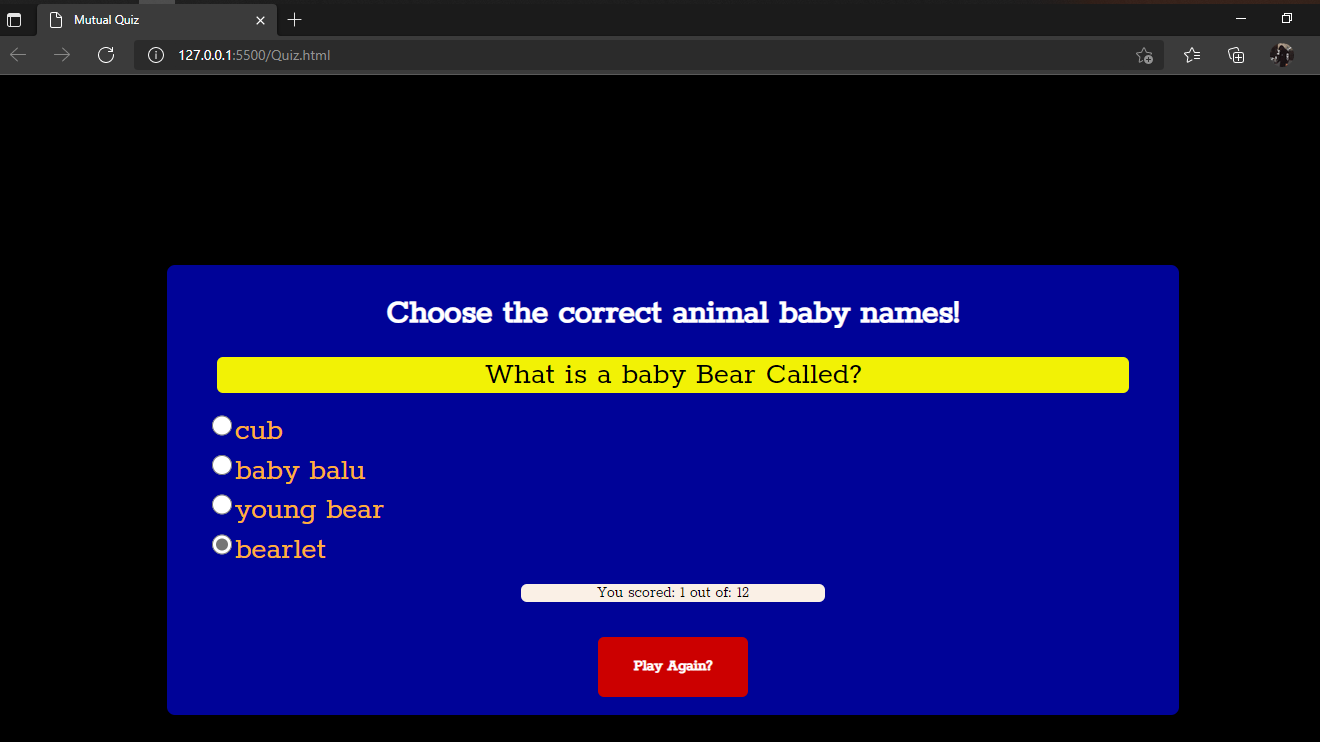 Mutual Quiz
127.0.0.1:5500/Quiz.html
Choose the correct animal baby names!
What is a baby Bear Called?
cub
baby balu
young bear
bearlet
You scored: 1 out of: 12
Play Again?